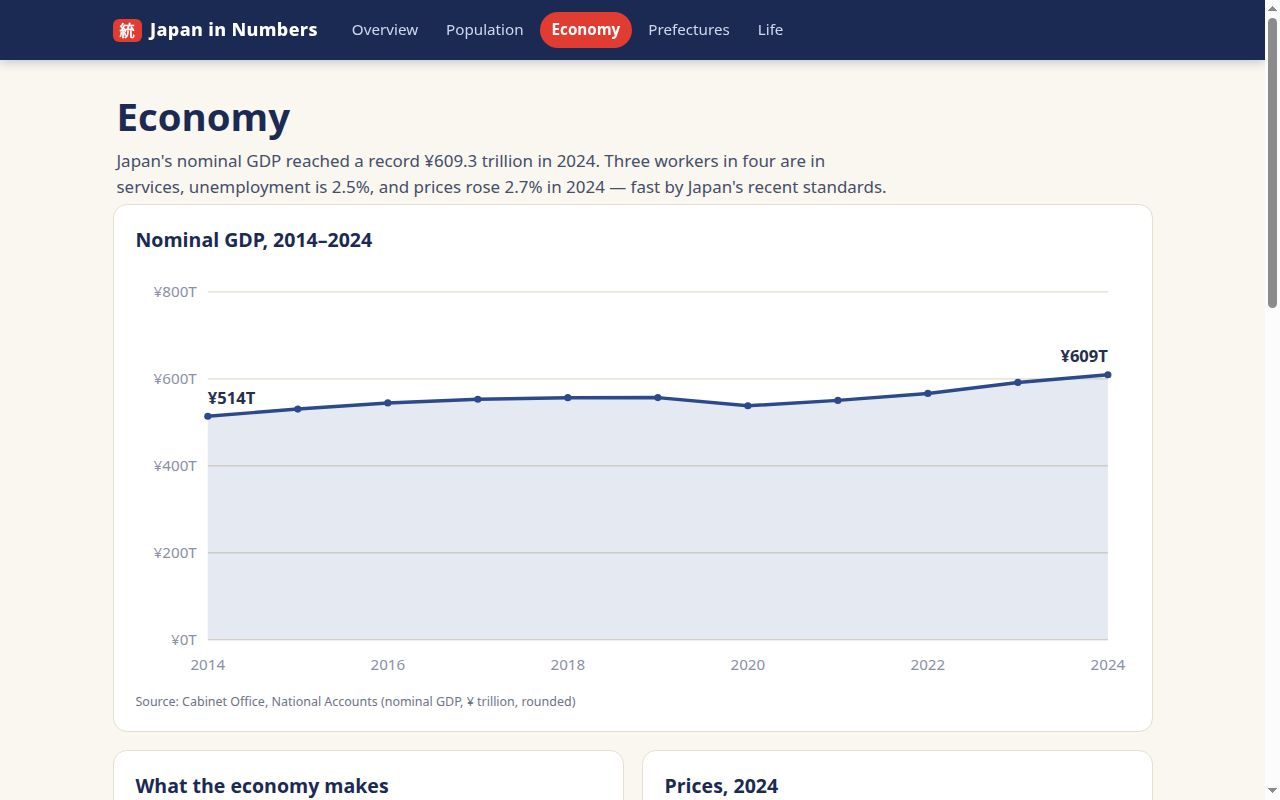 統 Japan in Numbers Overview Population Economy Prefectures Life
Economy
Japan's nominal GDP reached a record ¥609.3 trillion in 2024. Three workers in four are in
services, unemployment is 2.5%, and prices rose 2.7% in 2024 — fast by Japan's recent standards.
Nominal GDP, 2014–2024
¥800T
¥609T
¥600T
¥514T
¥400T
¥200T
¥0T
2014 2016 2018 2020 2022 2024
Source: Cabinet Office, National Accounts (nominal GDP, ¥ trillion, rounded)
What the economy makes
Prices, 2024